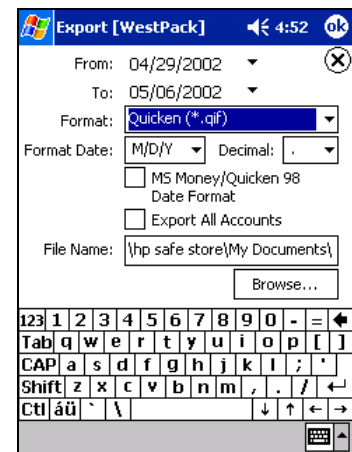 Export [WestPack] 4:52 ok
From: 04/29/2002
To: 05/06/2002
Format: Quicken (*.qif)
Format Date: M/D/Y Decimal: .
MS Money/Quicken 98
Date Format
Export All Accounts
File Name: \hp safe store\My Documents\
Browse...
123 1 2 3 4 5 6 7 8 9 0 - =
Tab q w e r t y u i o p [ ]
CAP a s d f g h j k l ; '
Shift z x c v b n m , . /
Ctl áü ` \